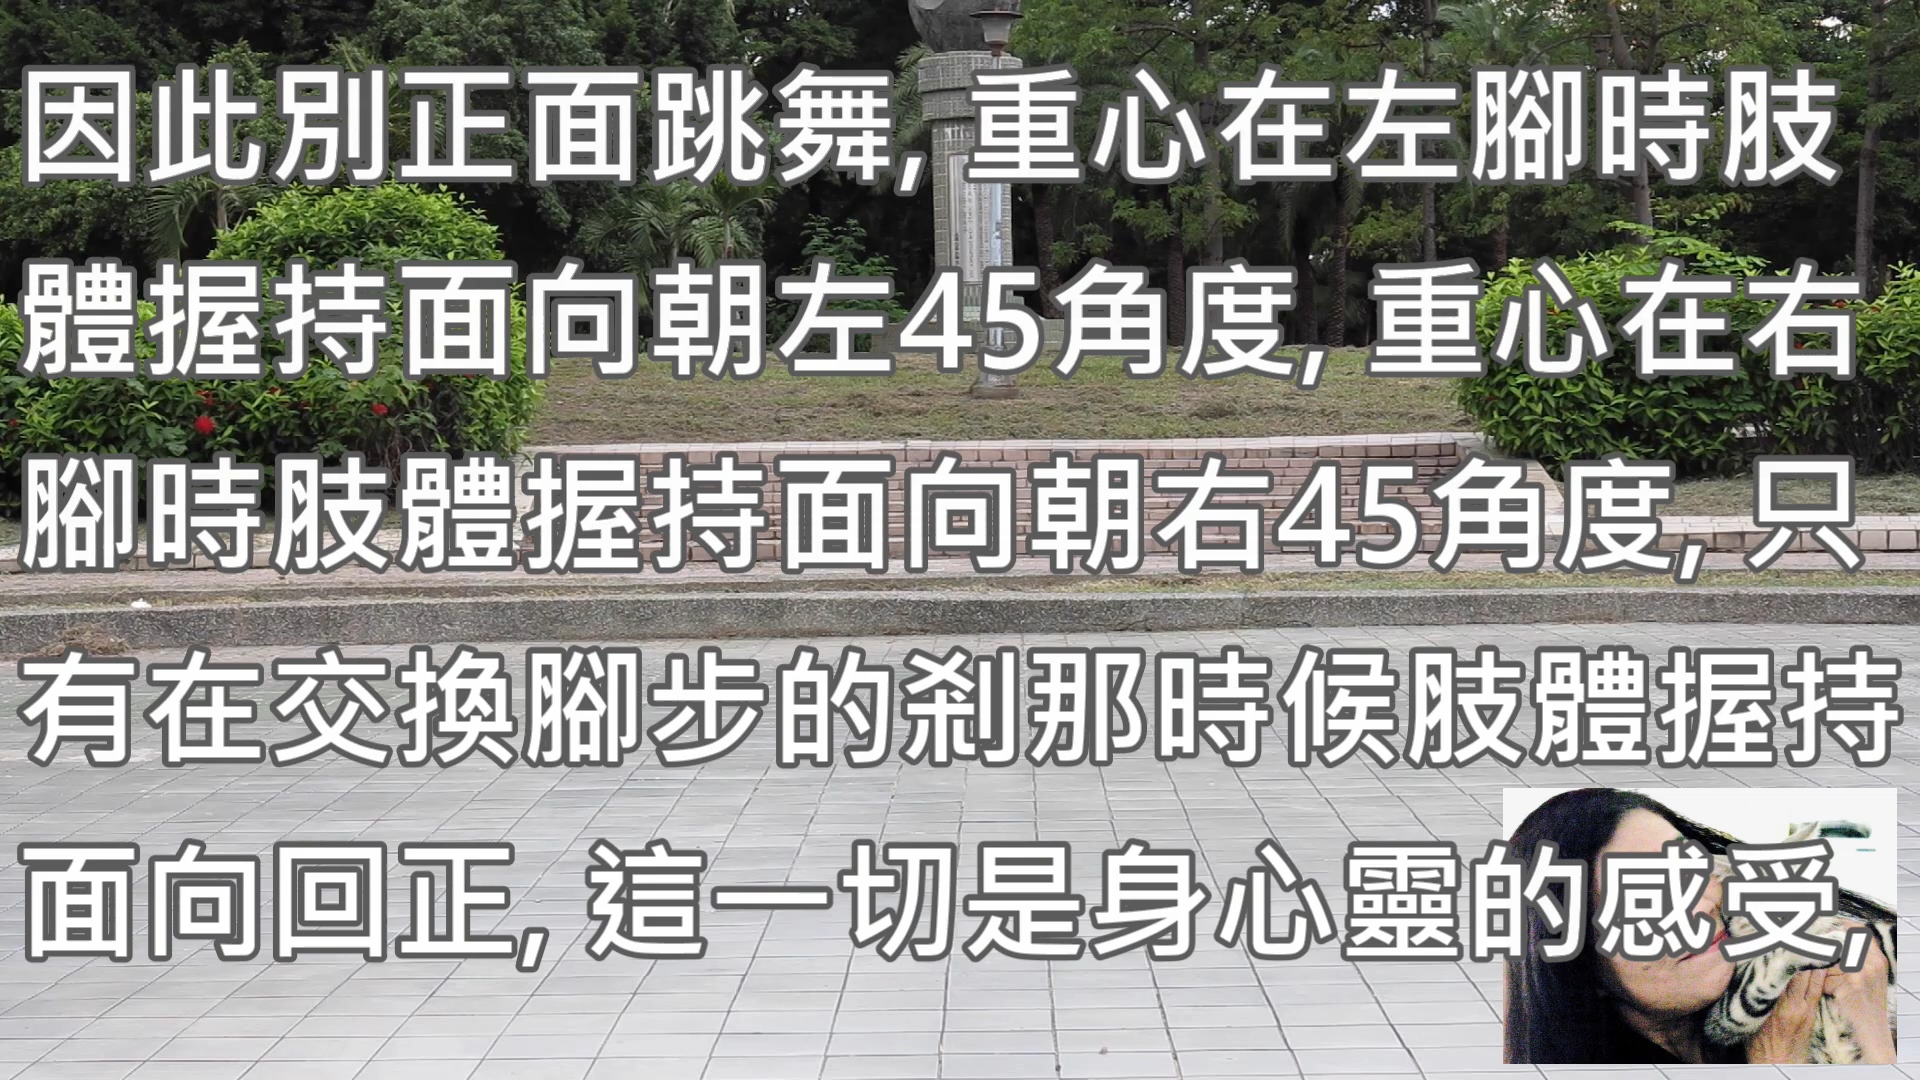 因此別正面跳舞, 重心在左腳時肢
體握持面向朝左45角度, 重心在右
腳時肢體握持面向朝右45角度, 只
有在交換腳步的剎那時候肢體握持
面向回正, 這一切是身心靈的感受,